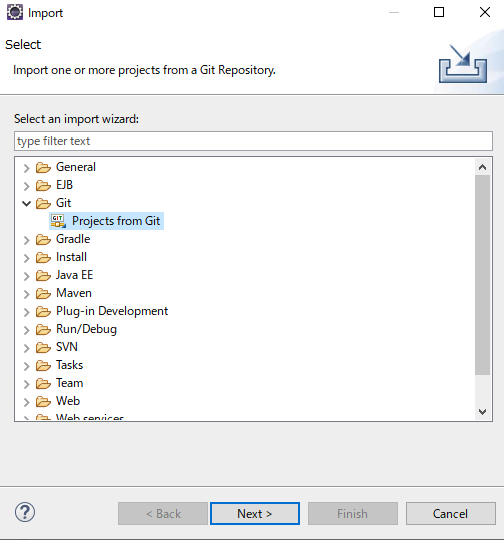 Import
Select
Import one or more projects from a Git Repository.
Select an import wizard:
type filter text
General
EJB
Git
GIT
Projects from Git
Gradle
Install
Java EE
Maven
Plug-in Development
Run/Debug
SVN
Tasks
Team
Web
Web services
?
< Back
Next >
Finish
Cancel